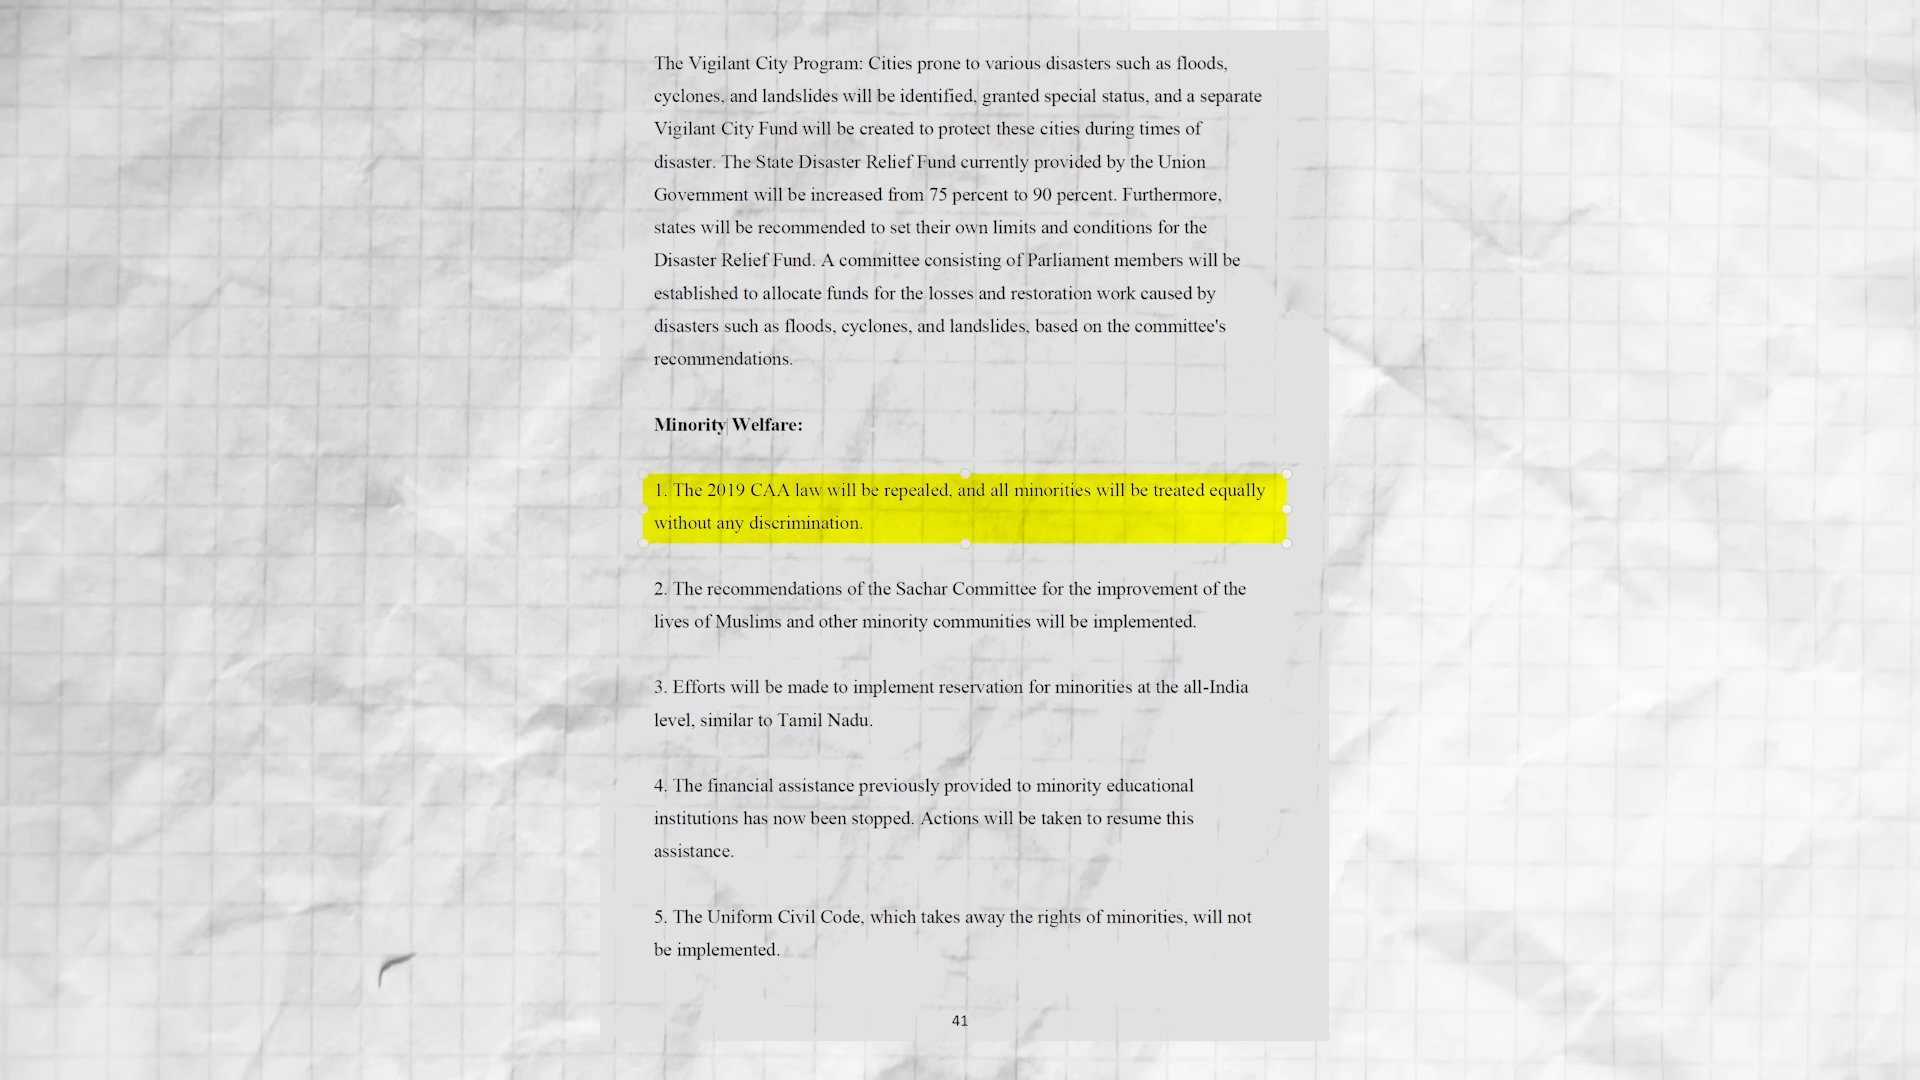 The Vigilant City Program: Cities prone to various disasters such as floods,
cyclones, and landslides will be identified, granted special status, and a separate
Vigilant City Fund will be created to protect these cities during times of
disaster. The State Disaster Relief Fund currently provided by the Union
Government will be increased from 75 percent to 90 percent. Furthermore,
states will be recommended to set their own limits and conditions for the
Disaster Relief Fund. A committee consisting of Parliament members will be
established to allocate funds for the losses and restoration work caused by
disasters such as floods, cyclones, and landslides, based on the committee's
recommendations.
Minority Welfare:
1. The 2019 CAA law will be repealed, and all minorities will be treated equally
without any discrimination.
2. The recommendations of the Sachar Committee for the improvement of the
lives of Muslims and other minority communities will be implemented.
3. Efforts will be made to implement reservation for minorities at the all-India
level, similar to Tamil Nadu.
4. The financial assistance previously provided to minority educational
institutions has now been stopped. Actions will be taken to resume this
assistance.
5. The Uniform Civil Code, which takes away the rights of minorities, will not
be implemented.
41